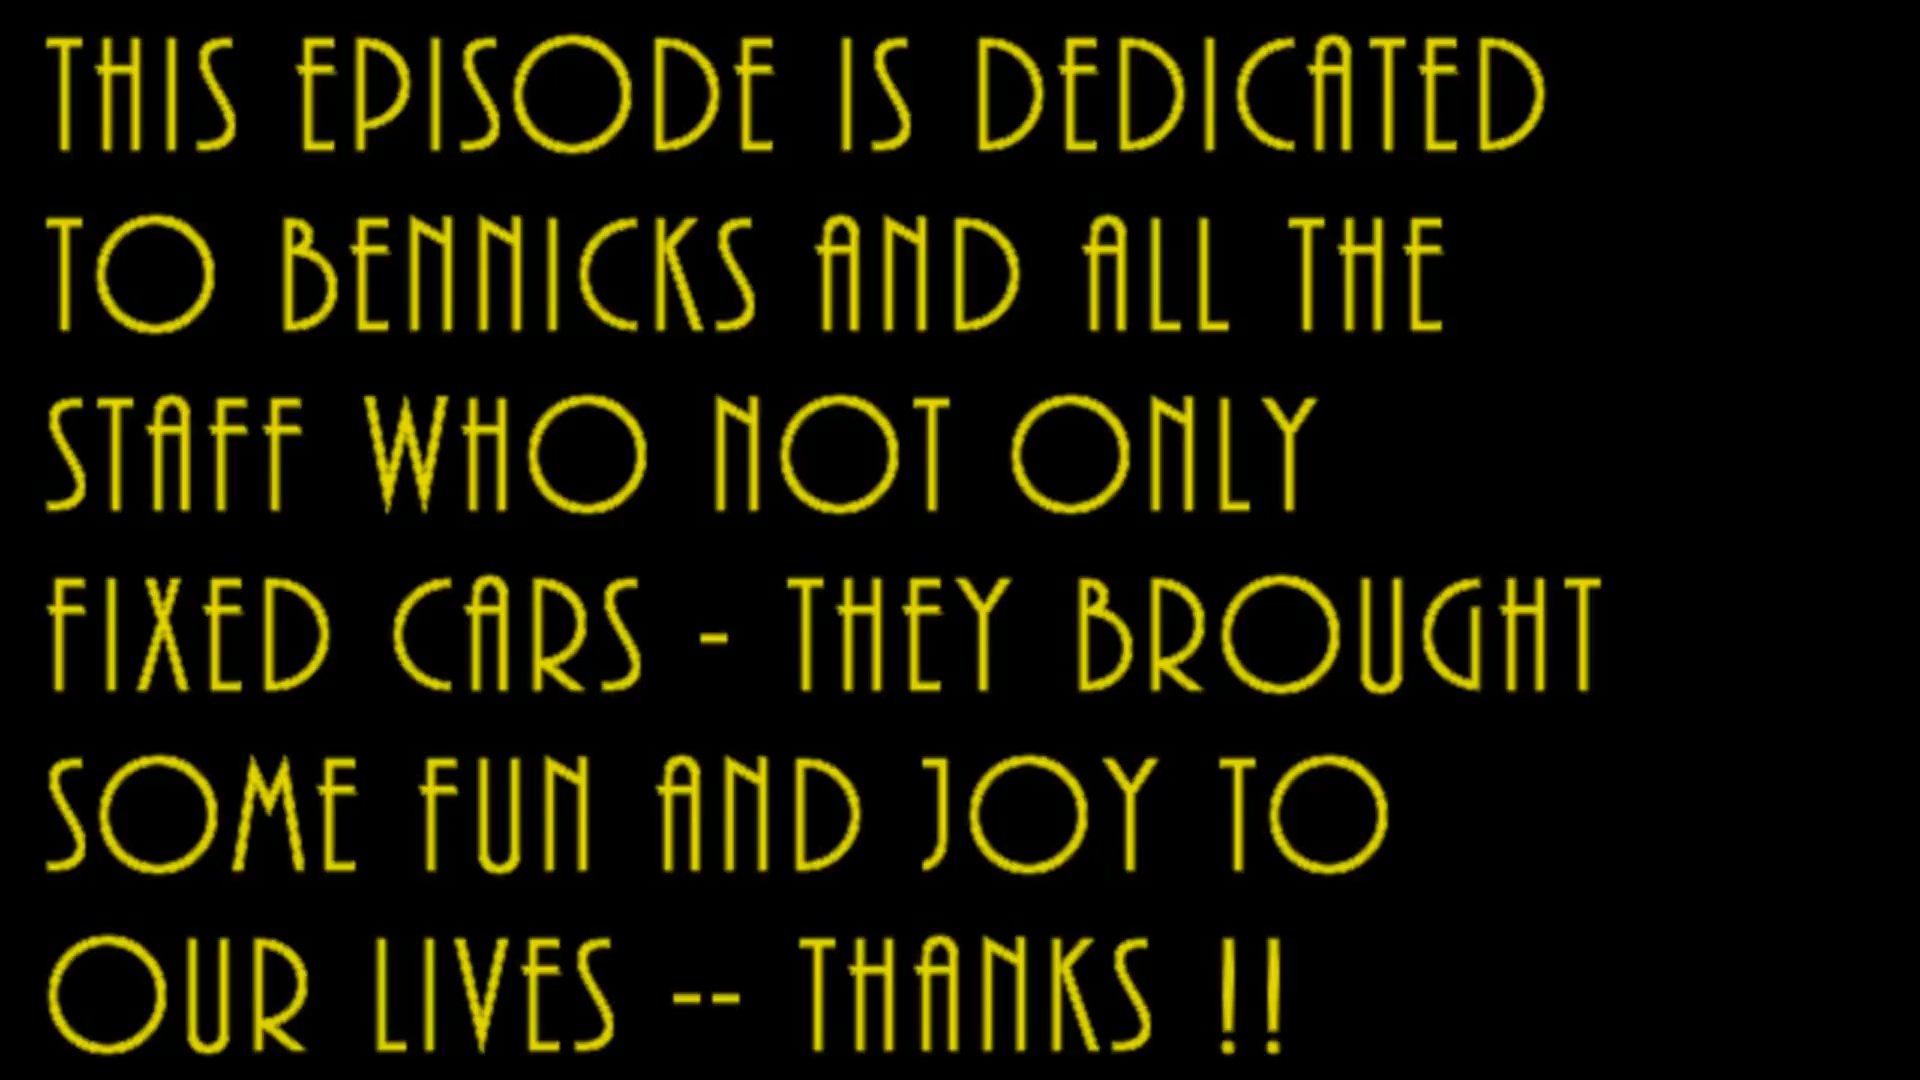 THIS EPISODE IS DEDICATED
TO BENNICKS AND ALL THE
STAFF WHO NOT ONLY
FIXED CARS - THEY BROUGHT
SOME FUN AND JOY TO
OUR LIVES -- THANKS !!